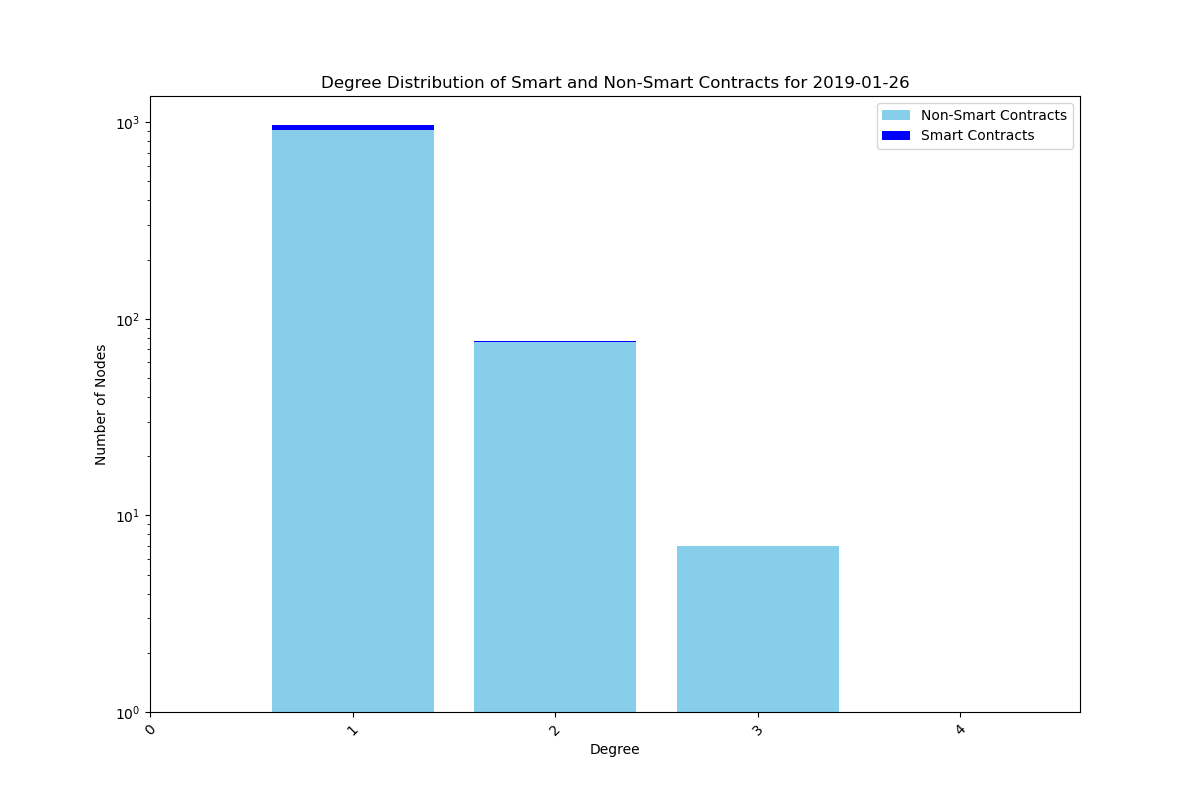 Degree Distribution of Smart and Non-Smart Contracts for 2019-01-26
Non-Smart Contracts
Smart Contracts
10³
10²
10¹
10⁰
Number of Nodes
0 1 2 3 4
Degree